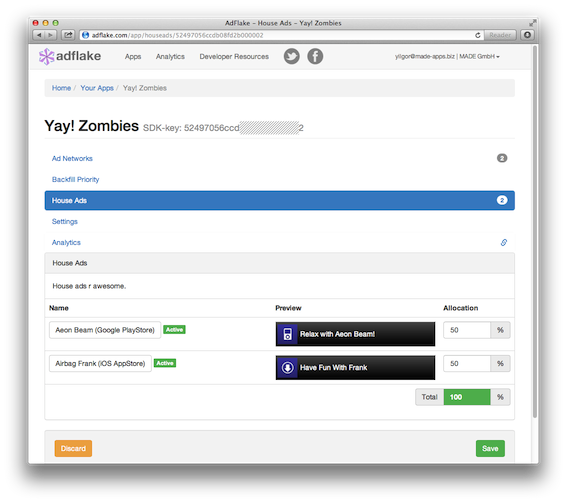 AdFlake – House Ads – Yay! Zombies
adflake.com/app/houseads/52497056ccdb08fd2b000002
Reader
adflake Apps Analytics Developer Resources yligor@made-apps.biz | MADE GmbH
Home / Your Apps / Yay! Zombies
Yay! Zombies SDK-key: 52497056ccd 2
Ad Networks 2
Backfill Priority
House Ads 2
Settings
Analytics
House Ads
House ads r awesome.
Name Preview Allocation
Aeon Beam (Google PlayStore) Active Relax with Aeon Beam! 50 %
Airbag Frank (iOS AppStore) Active Have Fun With Frank 50 %
Total 100 %
Discard Save